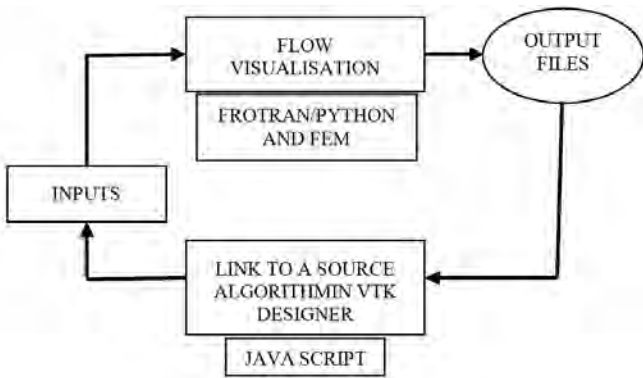 FLOW
VISUALISATION
OUTPUT
FILES
FROTRAN/PYTHON
AND FEM
INPUTS
LINK TO A SOURCE
ALGORITHMIN VTK
DESIGNER
JAVA SCRIPT